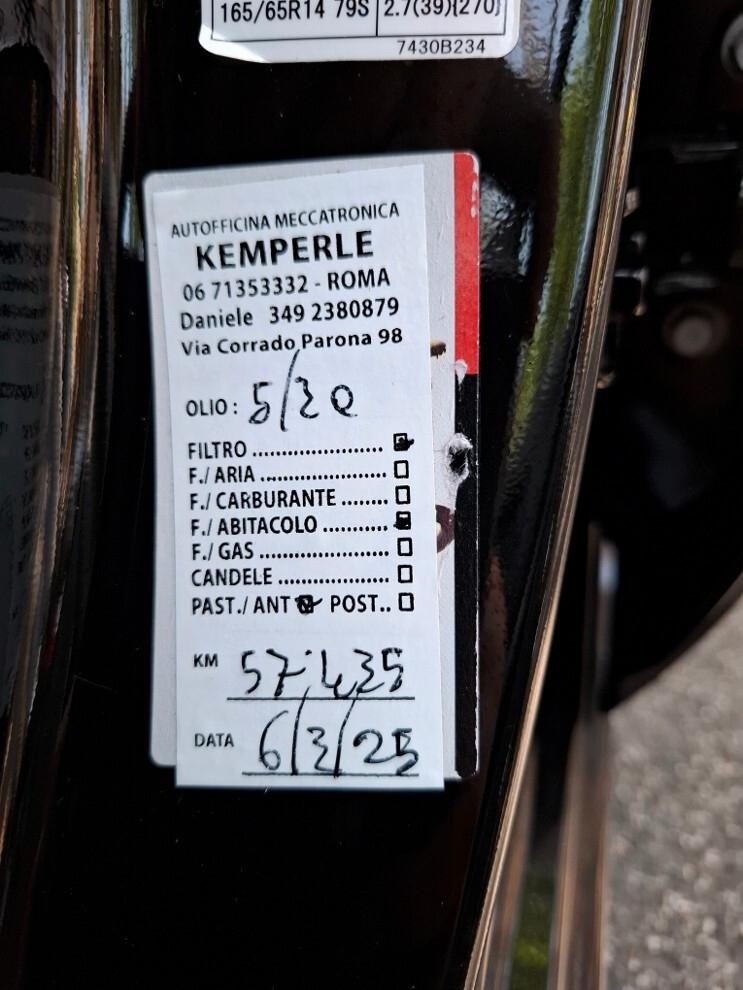 165/65R14 79S 2.7(39){270}
7430B234
AUTOFFICINA MECCATRONICA
KEMPERLE
06 71353332 - ROMA
Daniele 349 2380879
Via Corrado Parona 98
OLIO: 5/30
FILTRO
F./ ARIA
F./ CARBURANTE
F./ ABITACOLO
F./ GAS
CANDELE
PAST./ ANT POST..
KM 57.435
DATA 6/3/25